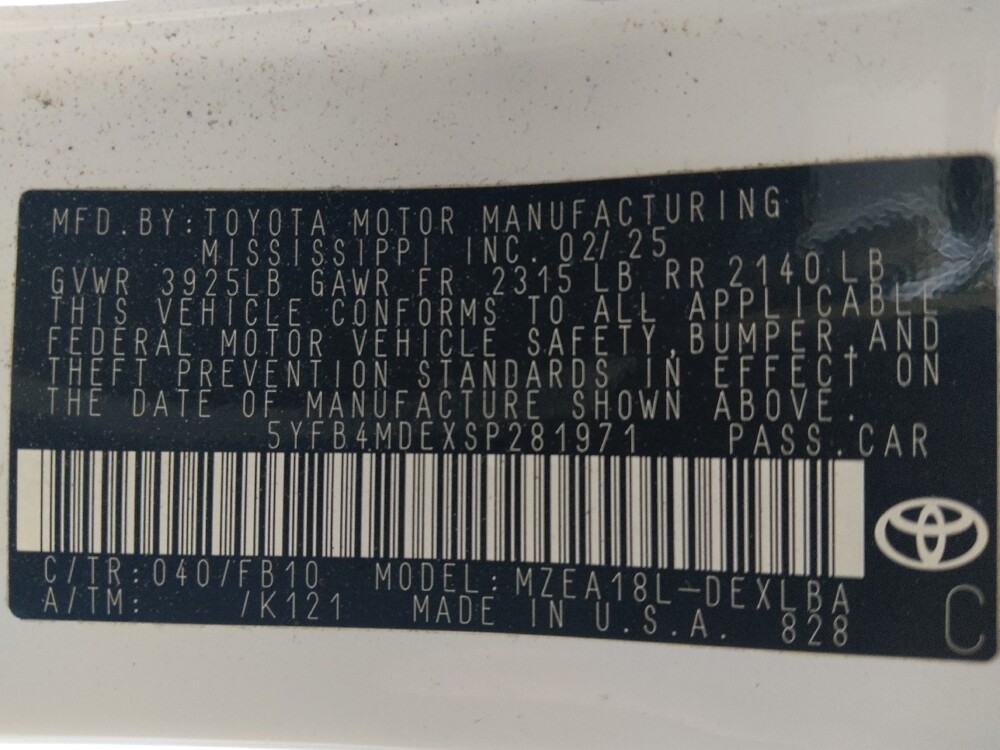 MFD.BY:TOYOTA MOTOR MANUFACTURING
MISSISSIPPI INC. 02/25
GVWR 3925LB GAWR FR 2315 LB RR 2140 LB
THIS VEHICLE CONFORMS TO ALL APPLICABLE
FEDERAL MOTOR VEHICLE SAFETY,BUMPER,AND
THEFT PREVENTION STANDARDS IN EFFECT ON
THE DATE OF MANUFACTURE SHOWN ABOVE.
5YFB4MDEXSP281971 PASS.CAR
C/TR:040/FB10 MODEL:MZEA18L-DEXLBA
A/TM: /K121 MADE IN U.S.A. 828
C